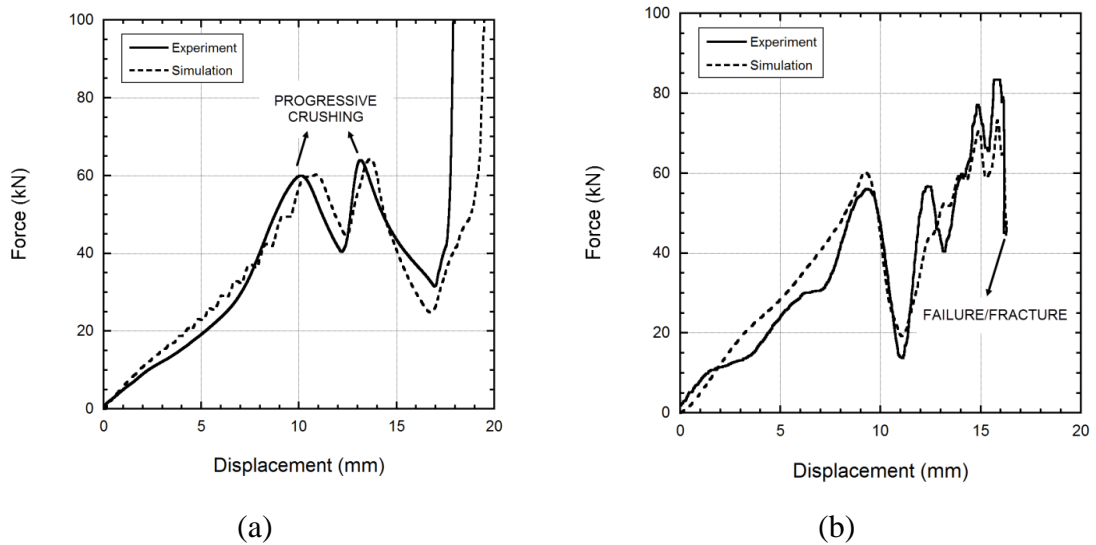 100
80
60
40
20
0
0
5
10
15
20
Force (kN)
Displacement (mm)
Experiment
Simulation
PROGRESSIVE
CRUSHING
(a)
100
80
60
40
20
0
0
5
10
15
20
Force (kN)
Displacement (mm)
Experiment
Simulation
FAILURE/FRACTURE
(b)